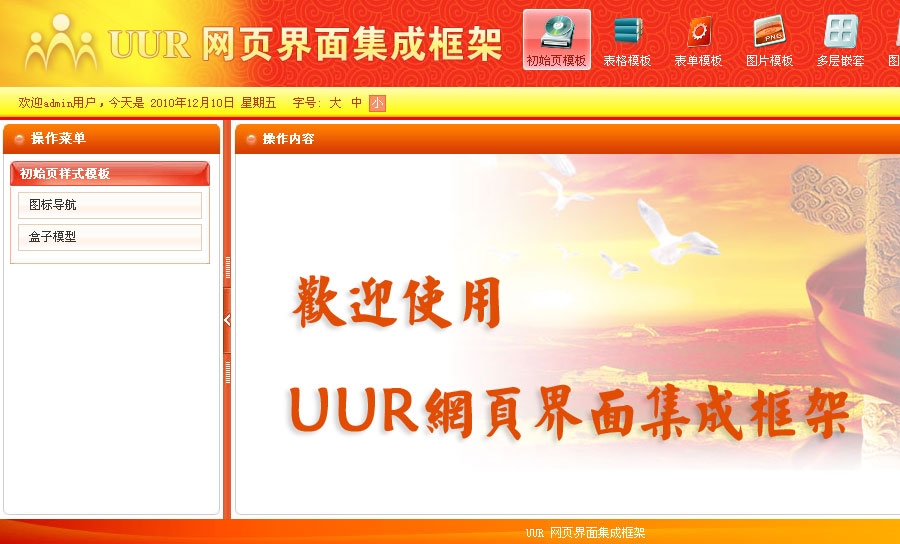 UUR 网页界面集成框架
初始页模板 表格模板 表单模板 图片模板 PNG 多层嵌套 图
欢迎admin用户，今天是 2010年12月10日 星期五 字号: 大 中 小
操作菜单
初始页样式模板
图标导航
盒子模型
操作内容
歡迎使用
UUR網頁界面集成框架
UUR 网页界面集成框架